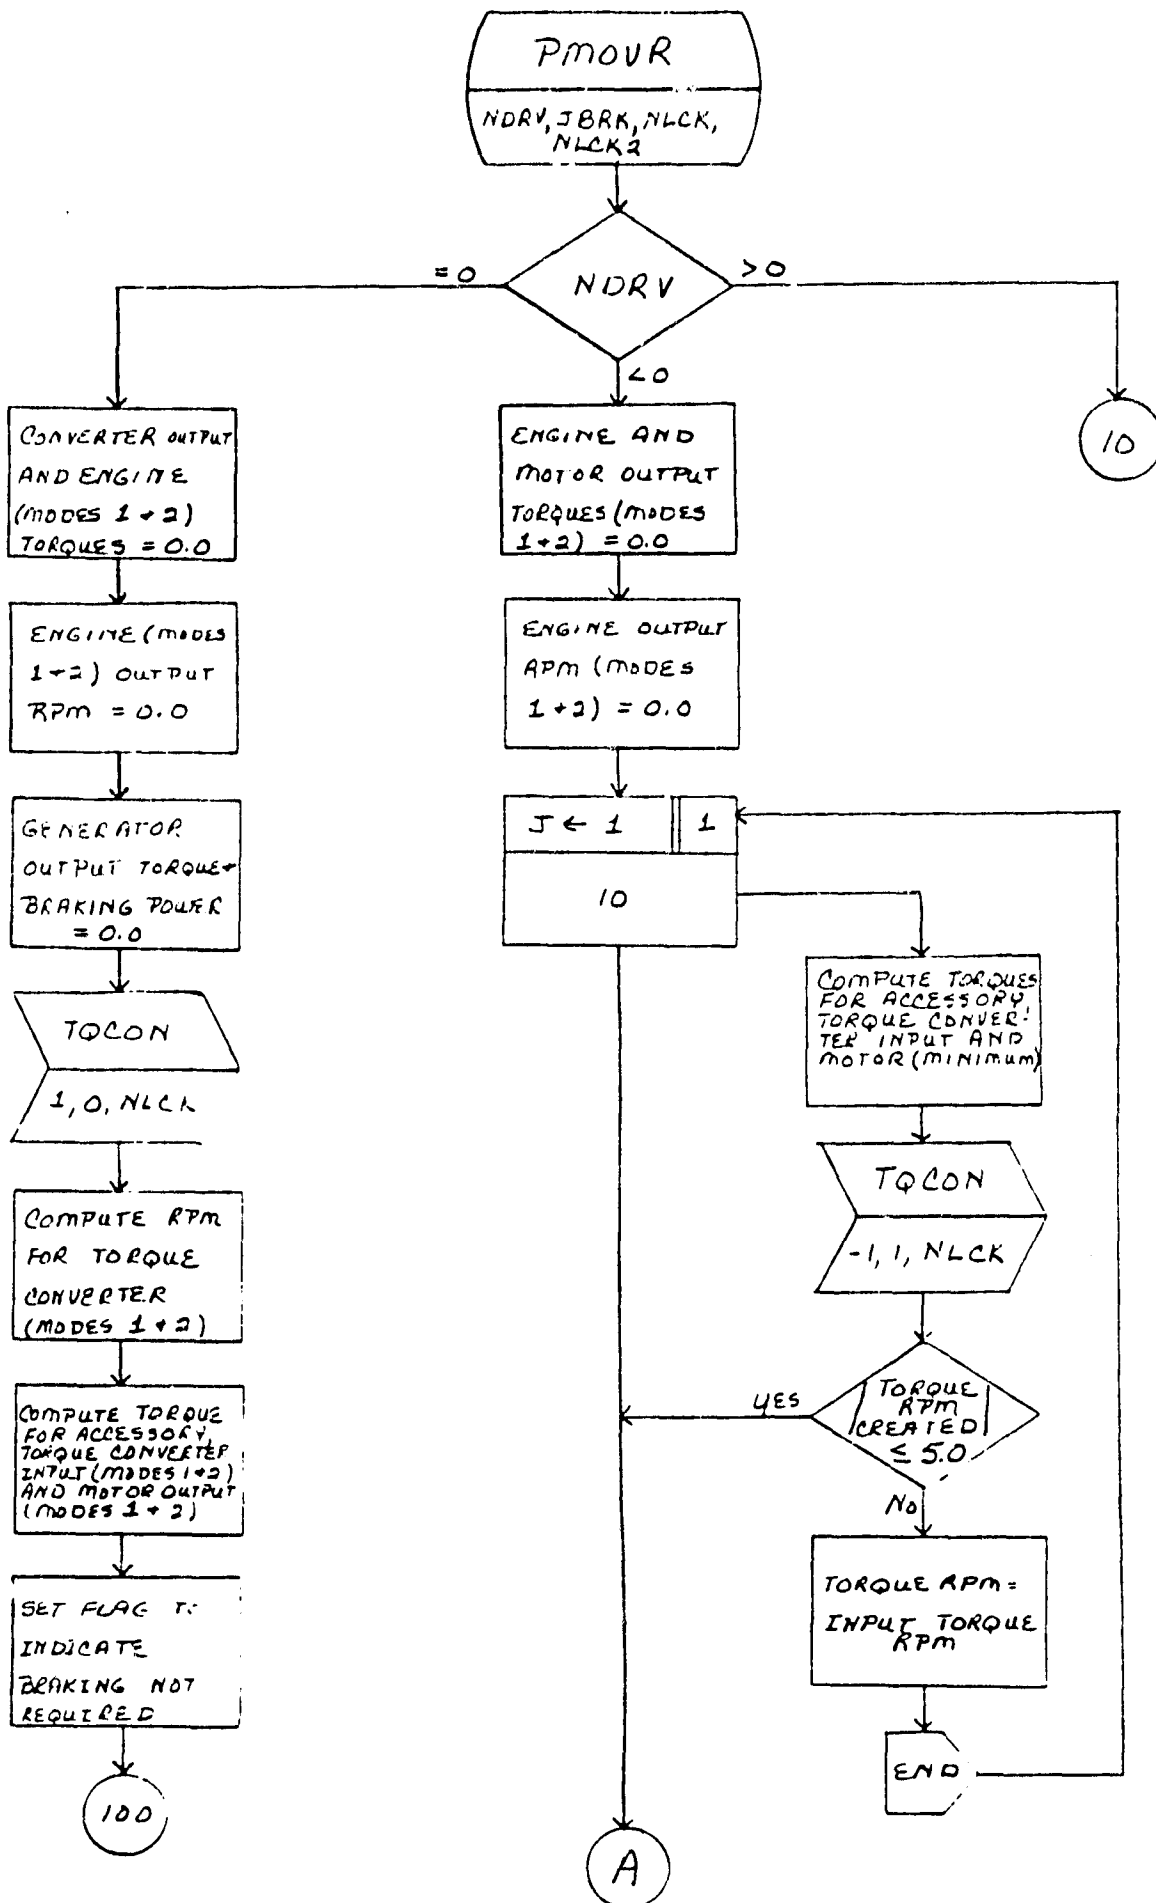 PMOVR
NDRV, JBRK, NLCK,
NLCK2
= 0
NDRV
> 0
< 0
10
CONVERTER OUTPUT
AND ENGINE
(MODES 1 + 2)
TORQUES = 0.0
ENGINE (MODES
1 + 2) OUTPUT
RPM = 0.0
GENERATOR
OUTPUT TORQUE +
BRAKING POWER
= 0.0
TQCON
1, 0, NLCK
COMPUTE RPM
FOR TORQUE
CONVERTER
(MODES 1 + 2)
COMPUTE TORQUE
FOR ACCESSORY,
TORQUE CONVERTER
INPUT (MODES 1 + 2)
AND MOTOR OUTPUT
(MODES 1 + 2)
SET FLAG TO
INDICATE
BRAKING NOT
REQUIRED
100
ENGINE AND
MOTOR OUTPUT
TORQUES (MODES
1 + 2) = 0.0
ENGINE OUTPUT
RPM (MODES
1 + 2) = 0.0
J ← 1 1
10
COMPUTE TORQUES
FOR ACCESSORY,
TORQUE CONVER-
TER INPUT AND
MOTOR (MINIMUM)
TQCON
-1, 1, NLCK
|TORQUE
RPM
CREATED|
≤ 5.0
YES
NO
TORQUE RPM =
INPUT TORQUE
RPM
END
A